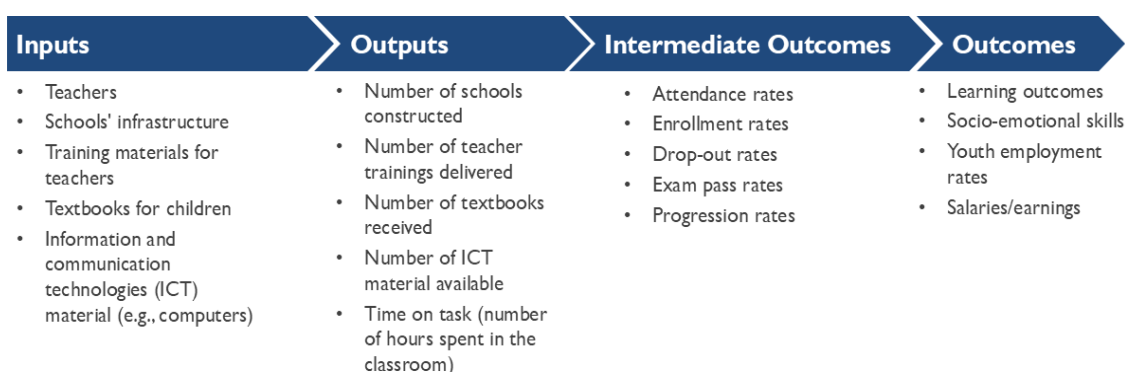 Inputs
• Teachers
• Schools' infrastructure
• Training materials for
teachers
• Textbooks for children
• Information and
communication
technologies (ICT)
material (e.g., computers)
Outputs
• Number of schools
constructed
• Number of teacher
trainings delivered
• Number of textbooks
received
• Number of ICT
material available
• Time on task (number
of hours spent in the
classroom)
Intermediate Outcomes
• Attendance rates
• Enrollment rates
• Drop-out rates
• Exam pass rates
• Progression rates
Outcomes
• Learning outcomes
• Socio-emotional skills
• Youth employment
rates
• Salaries/earnings